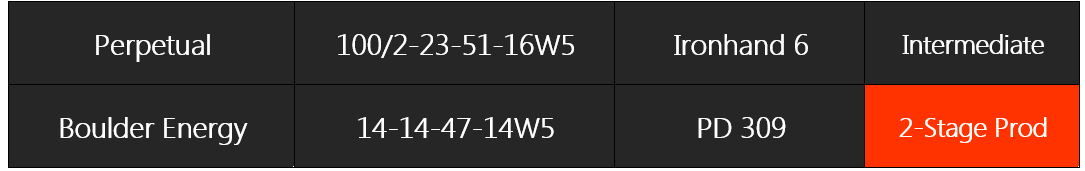 Perpetual 100/2-23-51-16W5 Ironhand 6 Intermediate
Boulder Energy 14-14-47-14W5 PD 309 2-Stage Prod